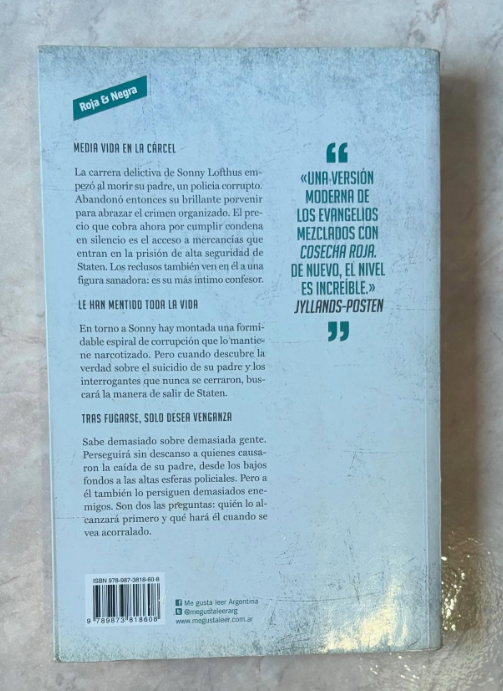 Roja & Negra
MEDIA VIDA EN LA CÁRCEL
La carrera delictiva de Sonny Lofthus em-
pezó al morir su padre, un policía corrupto.
Abandonó entonces su brillante porvenir
para abrazar el crimen organizado. El pre-
cio que cobra ahora por cumplir condena
en silencio es el acceso a mercancías que
entran en la prisión de alta seguridad de
Staten. Los reclusos también ven en él a una
figura sanadora: es su más íntimo confesor.
LE HAN MENTIDO TODA LA VIDA
En torno a Sonny hay montada una formi-
dable espiral de corrupción que lo mantie-
ne narcotizado. Pero cuando descubre la
verdad sobre el suicidio de su padre y los
interrogantes que nunca se cerraron, bus-
cará la manera de salir de Staten.
TRAS FUGARSE, SOLO DESEA VENGANZA
Sabe demasiado sobre demasiada gente.
Perseguirá sin descanso a quienes causa-
ron la caída de su padre, desde los bajos
fondos a las altas esferas policiales. Pero a
él también lo persiguen demasiados ene-
migos. Son dos las preguntas: quién lo al-
canzará primero y qué hará él cuando se
vea acorralado.
“
«UNA VERSIÓN
MODERNA DE
LOS EVANGELIOS
MEZCLADOS CON
COSECHA ROJA.
DE NUEVO, EL NIVEL
ES INCREÍBLE.»
JYLLANDS-POSTEN
”
ISBN 978-987-3818-60-8
9 789873 818608
Me gusta leer Argentina
@megustaleerarg
www.megustaleer.com.ar